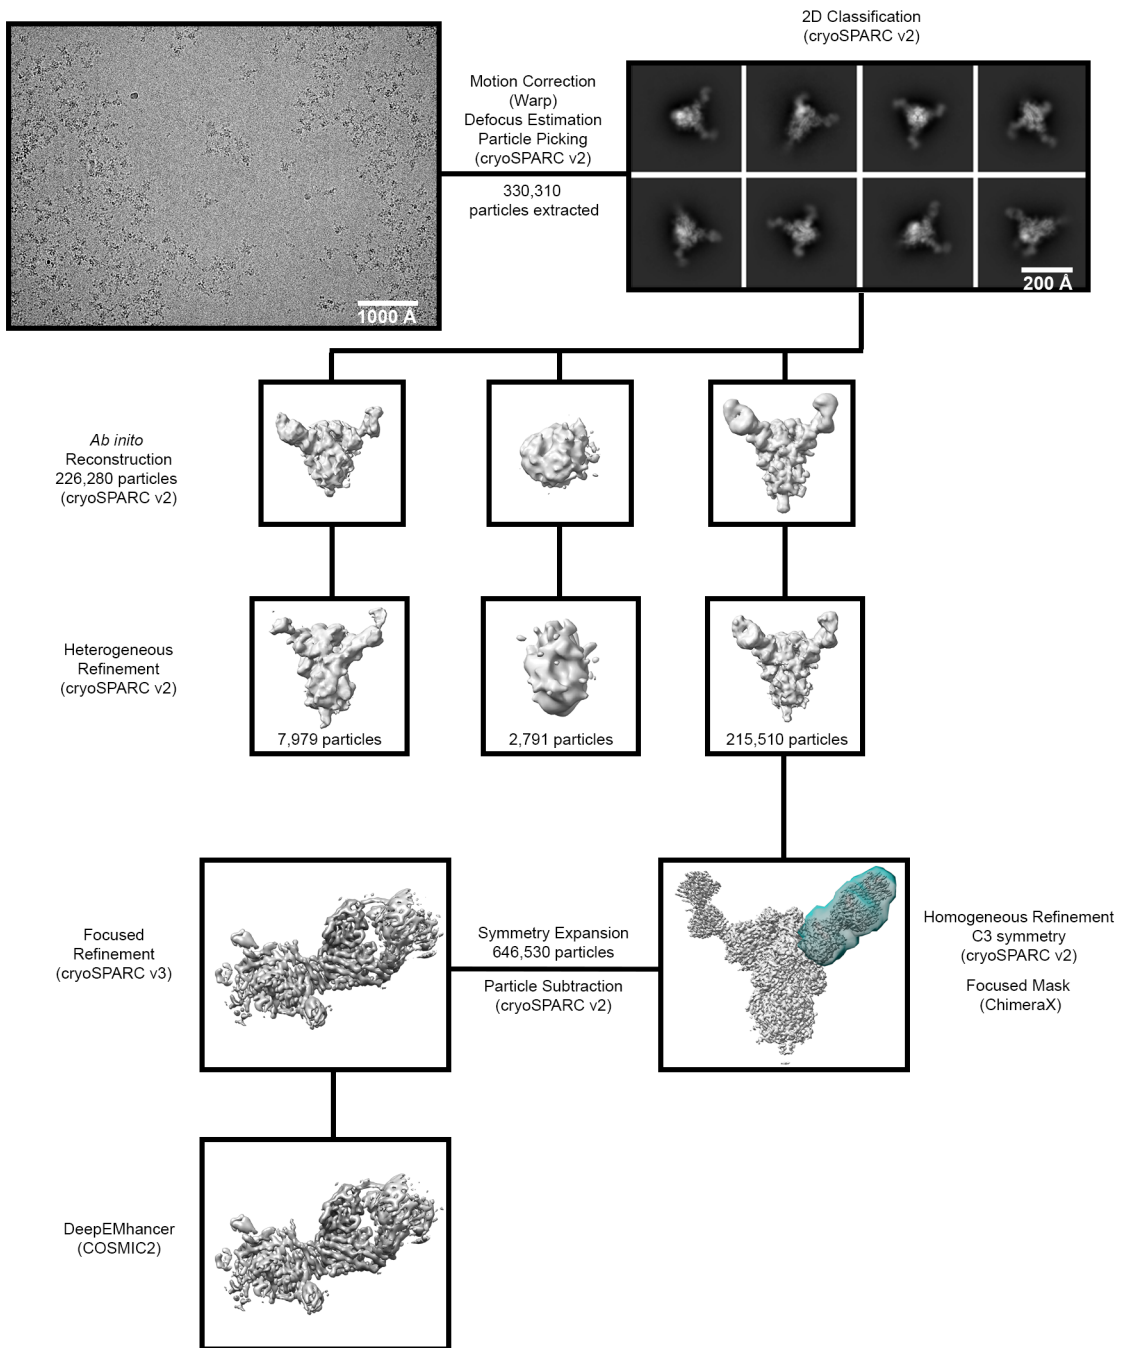 2D Classification
(cryoSPARC v2)
Motion Correction
(Warp)
Defocus Estimation
Particle Picking
(cryoSPARC v2)
330,310
particles extracted
1000 Å
200 Å
Ab inito
Reconstruction
226,280 particles
(cryoSPARC v2)
Heterogeneous
Refinement
(cryoSPARC v2)
7,979 particles
2,791 particles
215,510 particles
Focused
Refinement
(cryoSPARC v3)
Symmetry Expansion
646,530 particles
Particle Subtraction
(cryoSPARC v2)
Homogeneous Refinement
C3 symmetry
(cryoSPARC v2)
Focused Mask
(ChimeraX)
DeepEMhancer
(COSMIC2)